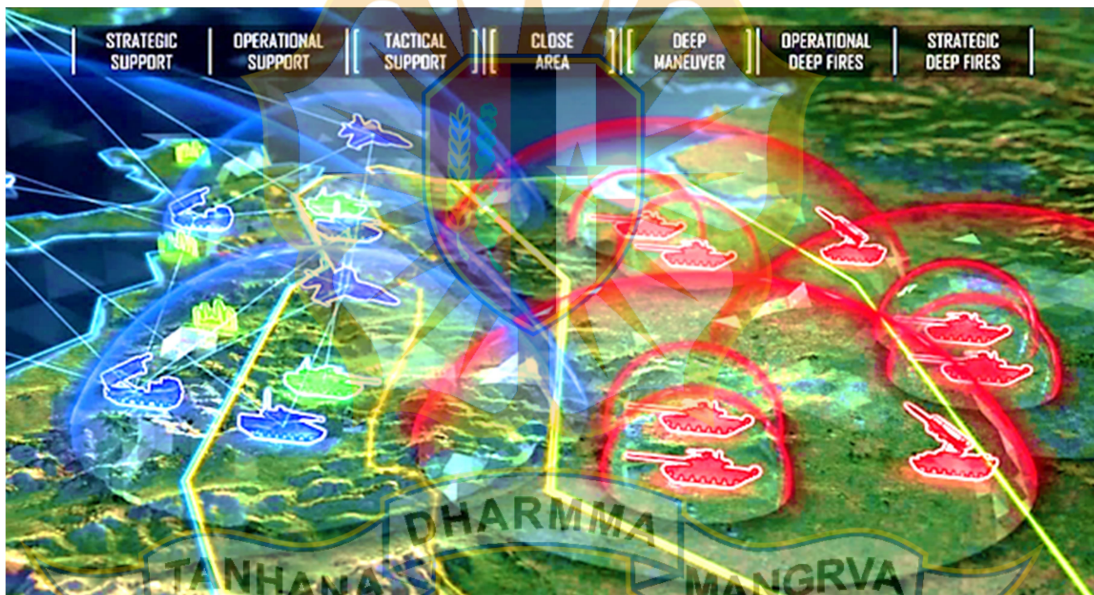 STRATEGIC
SUPPORT
OPERATIONAL
SUPPORT
TACTICAL
SUPPORT
CLOSE
AREA
DEEP
MANEUVER
OPERATIONAL
DEEP FIRES
STRATEGIC
DEEP FIRES
DHARMMA
TANHANA
MANGRVA